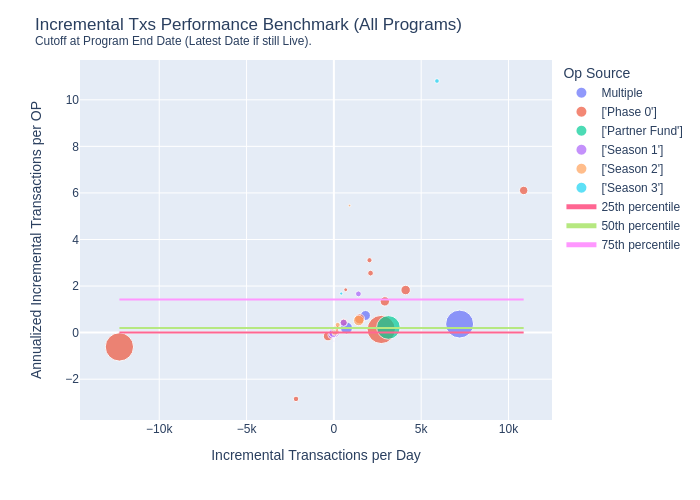 Incremental Txs Performance Benchmark (All Programs)
Cutoff at Program End Date (Latest Date if still Live).
Op Source
Multiple
['Phase 0']
['Partner Fund']
['Season 1']
['Season 2']
['Season 3']
25th percentile
50th percentile
75th percentile
Annualized Incremental Transactions per OP
10
8
6
4
2
0
−2
−10k
−5k
0
5k
10k
Incremental Transactions per Day